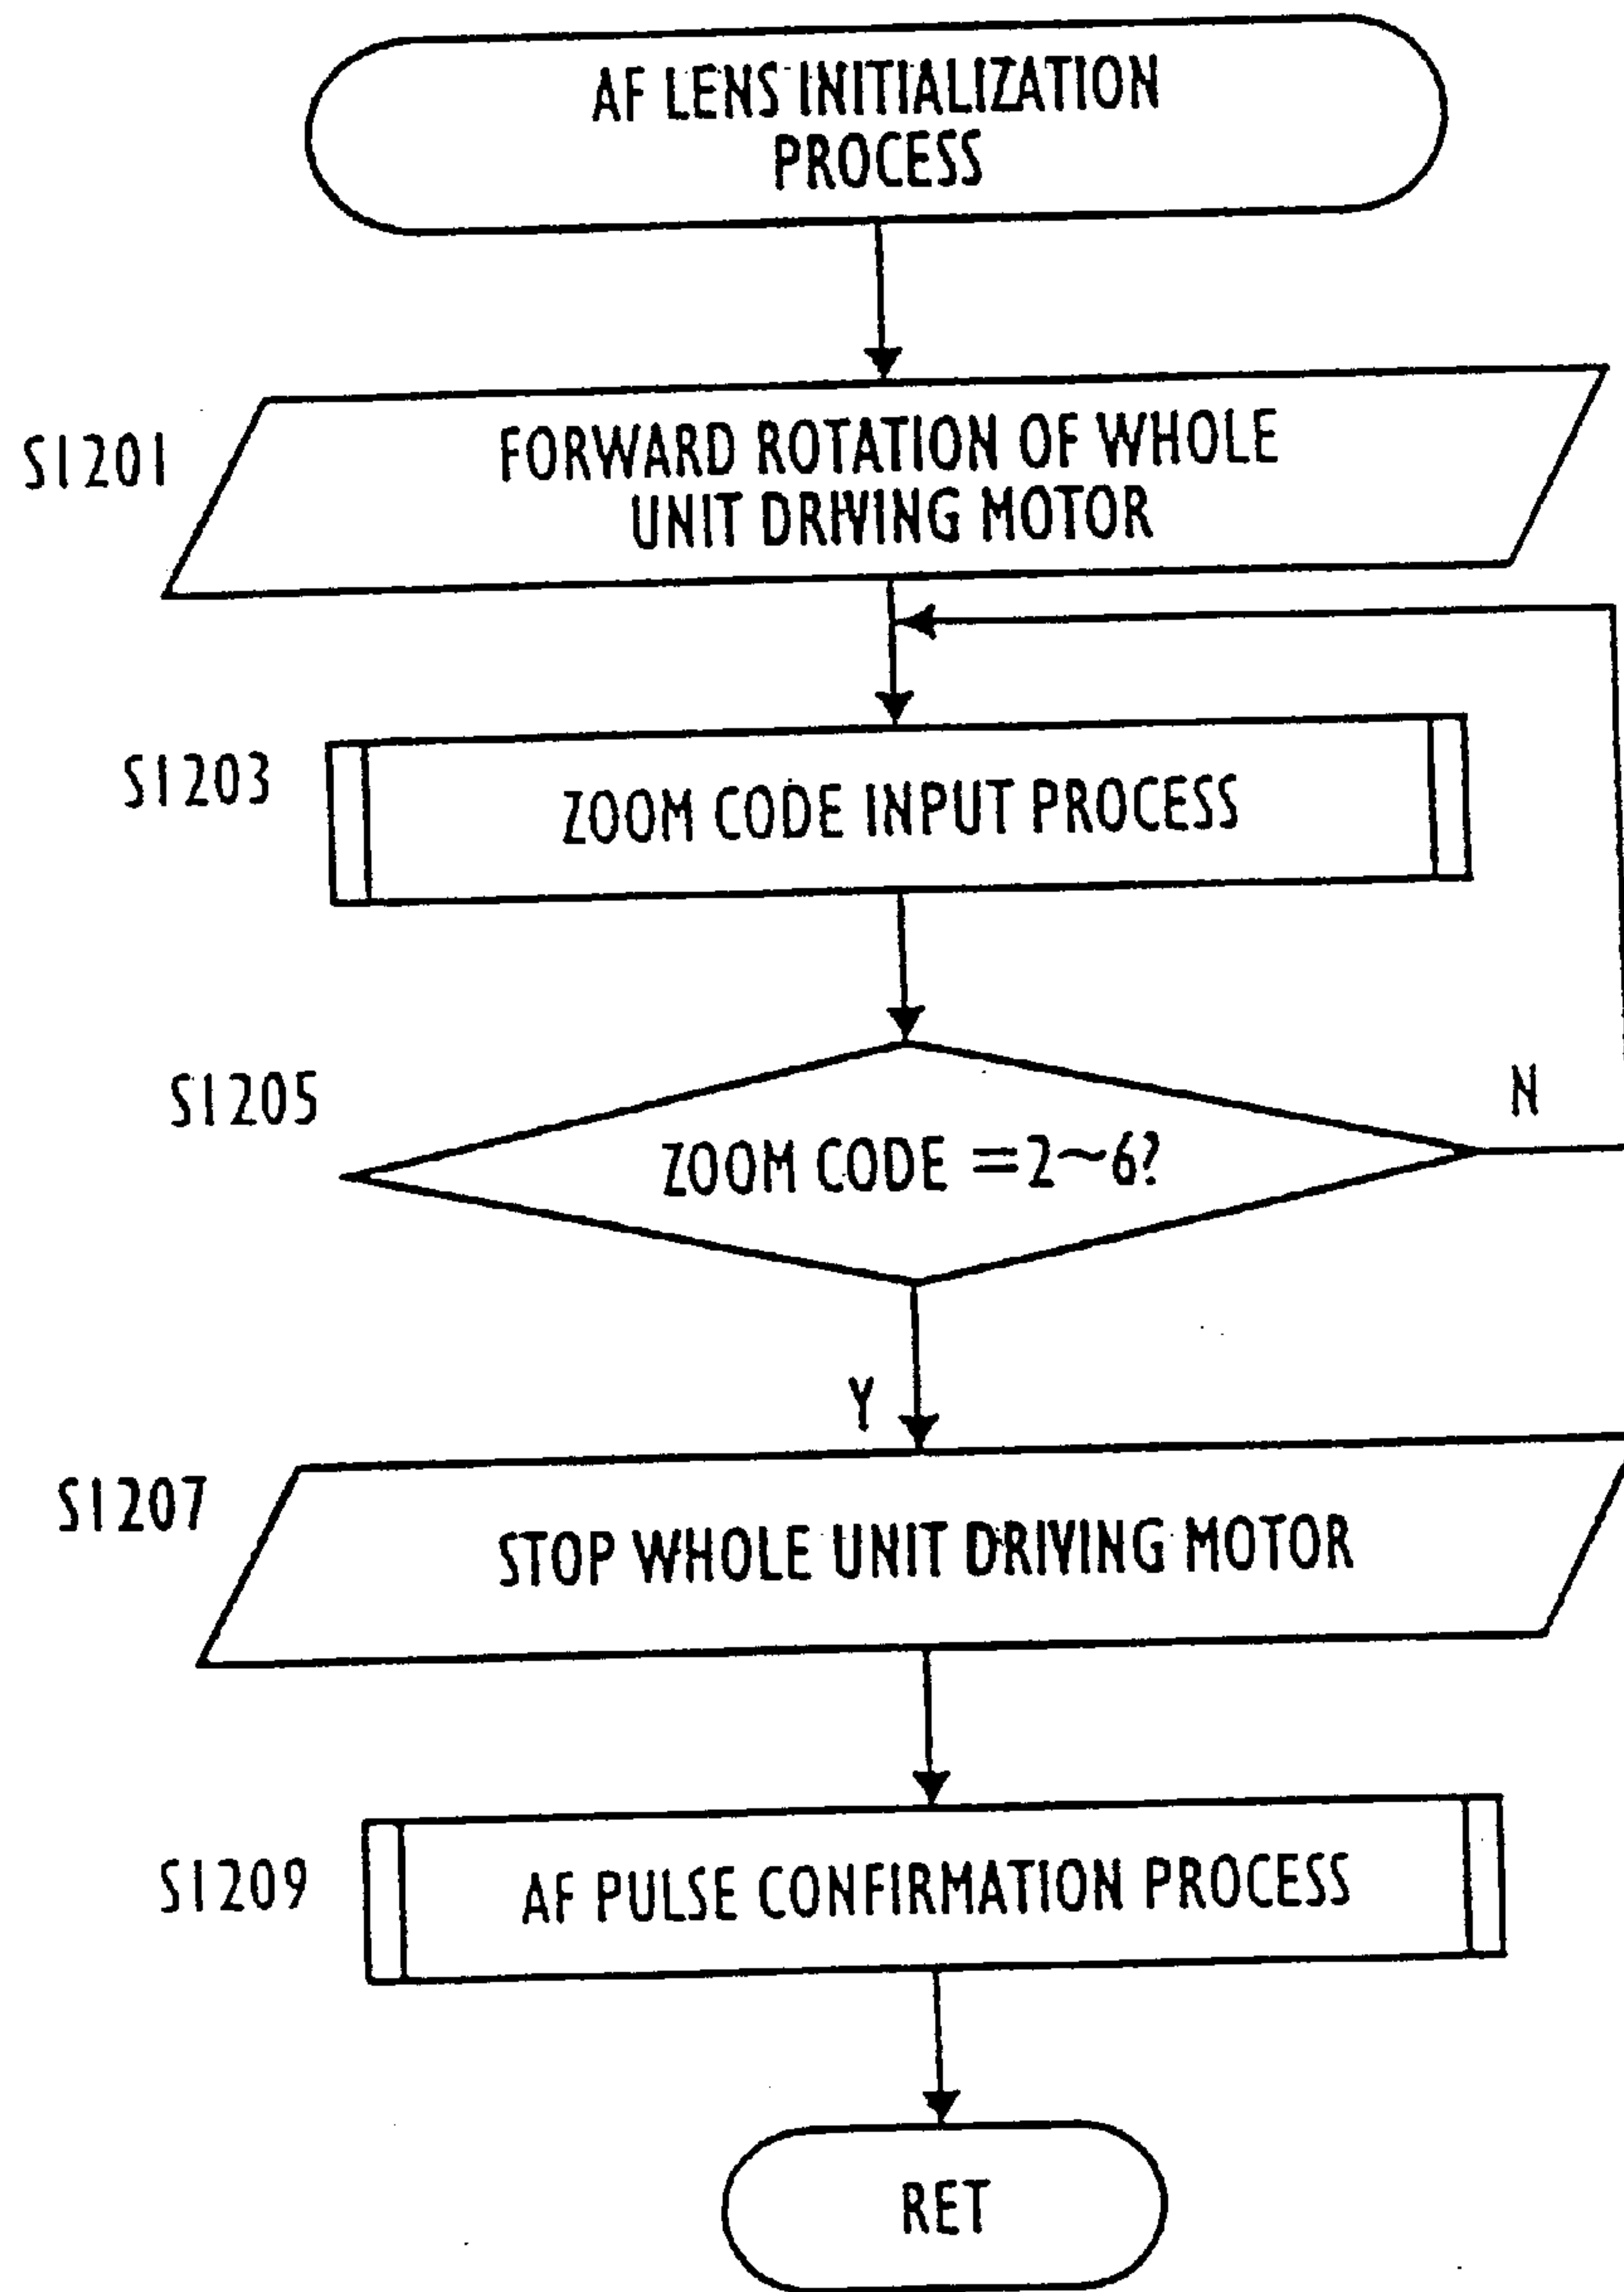 AF LENS INITIALIZATION
PROCESS
S1201
FORWARD ROTATION OF WHOLE
UNIT DRIVING MOTOR
S1203
ZOOM CODE INPUT PROCESS
S1205
ZOOM CODE =2~6?
N
Y
S1207
STOP WHOLE UNIT DRIVING MOTOR
S1209
AF PULSE CONFIRMATION PROCESS
RET